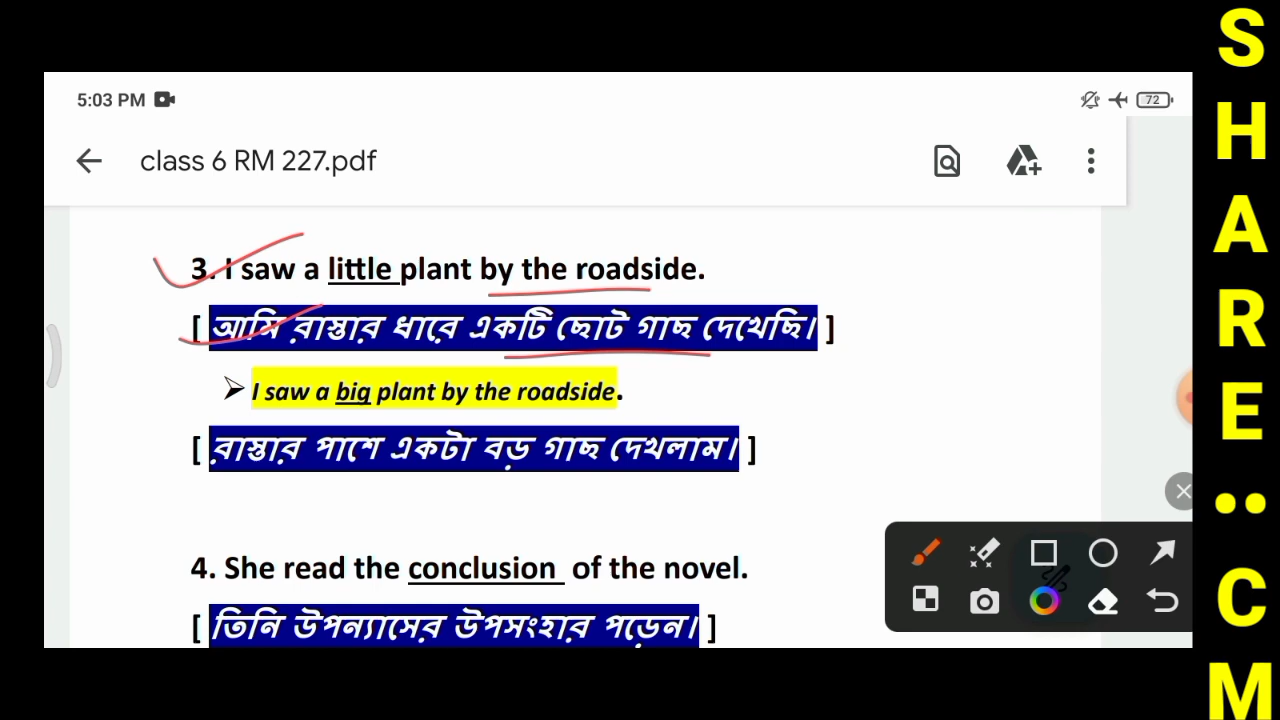 5:03 PM
72
class 6 RM 227.pdf
3. I saw a little plant by the roadside.
[ আমি রাস্তার ধারে একটি ছোট গাছ দেখেছি। ]
➢ I saw a big plant by the roadside.
[ রাস্তার পাশে একটা বড় গাছ দেখলাম। ]
4. She read the conclusion of the novel.
[ তিনি উপন্যাসের উপসংহার পড়েন। ]
SHARE••CM